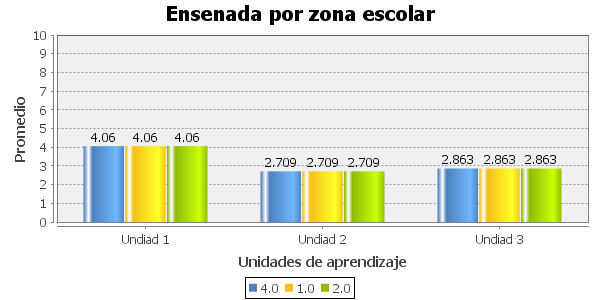 Ensenada por zona escolar
Promedio
10
9
8
7
6
5
4
3
2
1
0
4.06 4.06 4.06
2.709 2.709 2.709
2.863 2.863 2.863
Undiad 1 Undiad 2 Undiad 3
Unidades de aprendizaje
4.0 1.0 2.0